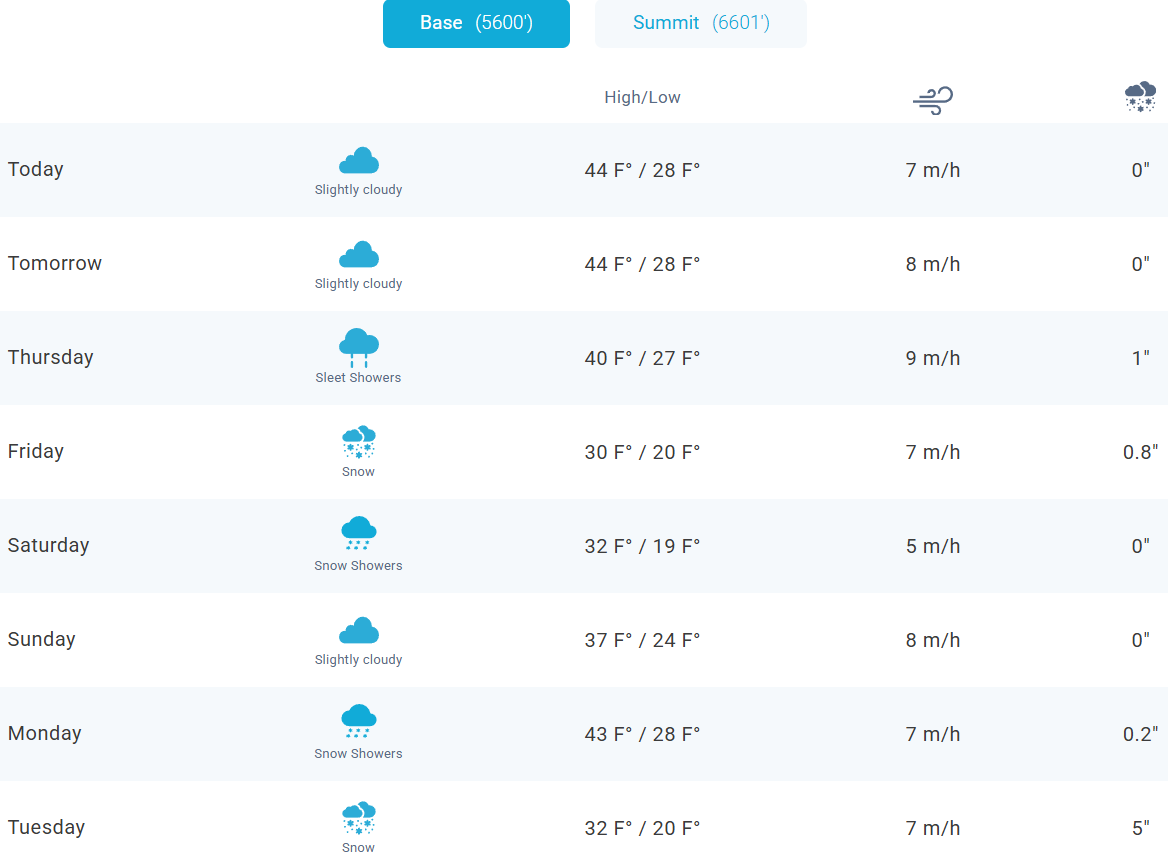 Base (5600') Summit (6601')
High/Low
Today Slightly cloudy 44 F° / 28 F° 7 m/h 0"
Tomorrow Slightly cloudy 44 F° / 28 F° 8 m/h 0"
Thursday Sleet Showers 40 F° / 27 F° 9 m/h 1"
Friday Snow 30 F° / 20 F° 7 m/h 0.8"
Saturday Snow Showers 32 F° / 19 F° 5 m/h 0"
Sunday Slightly cloudy 37 F° / 24 F° 8 m/h 0"
Monday Snow Showers 43 F° / 28 F° 7 m/h 0.2"
Tuesday Snow 32 F° / 20 F° 7 m/h 5"